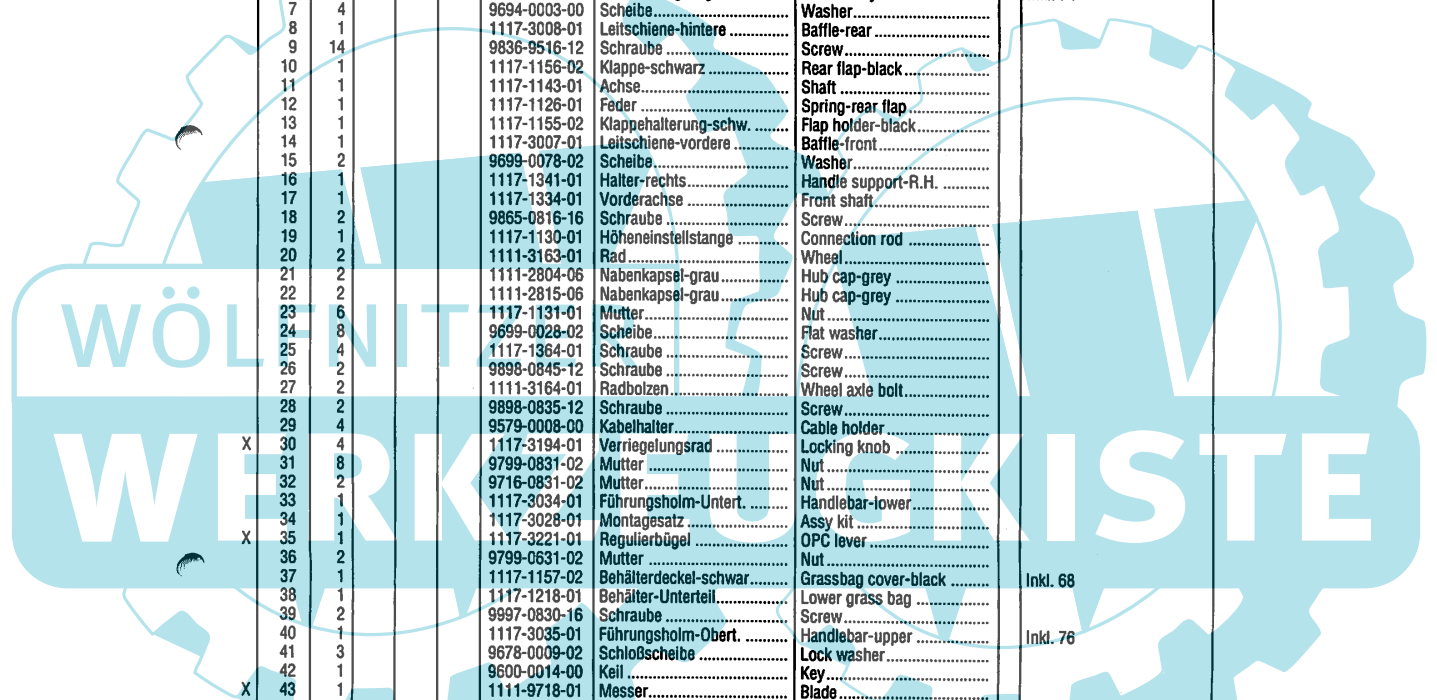 7 4 9694-0003-00 Scheibe Washer
8 1 1117-3008-01 Leitschiene-hintere Baffle-rear
9 14 9836-9516-12 Schraube Screw
10 1 1117-1156-02 Klappe-schwarz Rear flap-black
11 1 1117-1143-01 Achse Shaft
12 1 1117-1126-01 Feder Spring-rear flap
13 1 1117-1155-02 Klappehalterung-schw. Flap holder-black
14 1 1117-3007-01 Leitschiene-vordere Baffle-front
15 2 9699-0078-02 Scheibe Washer
16 1 1117-1341-01 Halter-rechts Handle support-R.H.
17 1 1117-1334-01 Vorderachse Front shaft
18 2 9865-0816-16 Schraube Screw
19 1 1117-1130-01 Höheneinstellstange Connection rod
20 2 1111-3163-01 Rad Wheel
21 2 1111-2804-06 Nabenkapsel-grau Hub cap-grey
22 2 1111-2815-06 Nabenkapsel-grau Hub cap-grey
23 6 1117-1131-01 Mutter Nut
24 8 9699-0028-02 Scheibe Flat washer
25 4 1117-1364-01 Schraube Screw
26 2 9898-0845-12 Schraube Screw
27 2 1111-3164-01 Radbolzen Wheel axle bolt
28 2 9898-0835-12 Schraube Screw
29 4 9579-0008-00 Kabelhalter Cable holder
X 30 4 1117-3194-01 Verriegelungsrad Locking knob
31 8 9799-0831-02 Mutter Nut
32 2 9716-0831-02 Mutter Nut
33 1 1117-3034-01 Führungsholm-Untert. Handlebar-iower
34 1 1117-3028-01 Montagesatz Assy kit
X 35 1 1117-3221-01 Regulierbügel OPC lever
36 2 9799-0631-02 Mutter Nut
37 1 1117-1157-02 Behälterdeckel-schwar Grassbag cover-black Inkl. 68
38 1 1117-1218-01 Behälter-Unterteil Lower grass bag
39 2 9997-0830-16 Schraube Screw
40 1 1117-3035-01 Führungsholm-Obert. Handlebar-upper Inkl. 76
41 3 9678-0009-02 Schloßscheibe Lock washer
42 1 9600-0014-00 Keil Key
X 43 1 1111-9718-01 Messer Blade
WÖLFNITZER
WERKZEUGKISTE